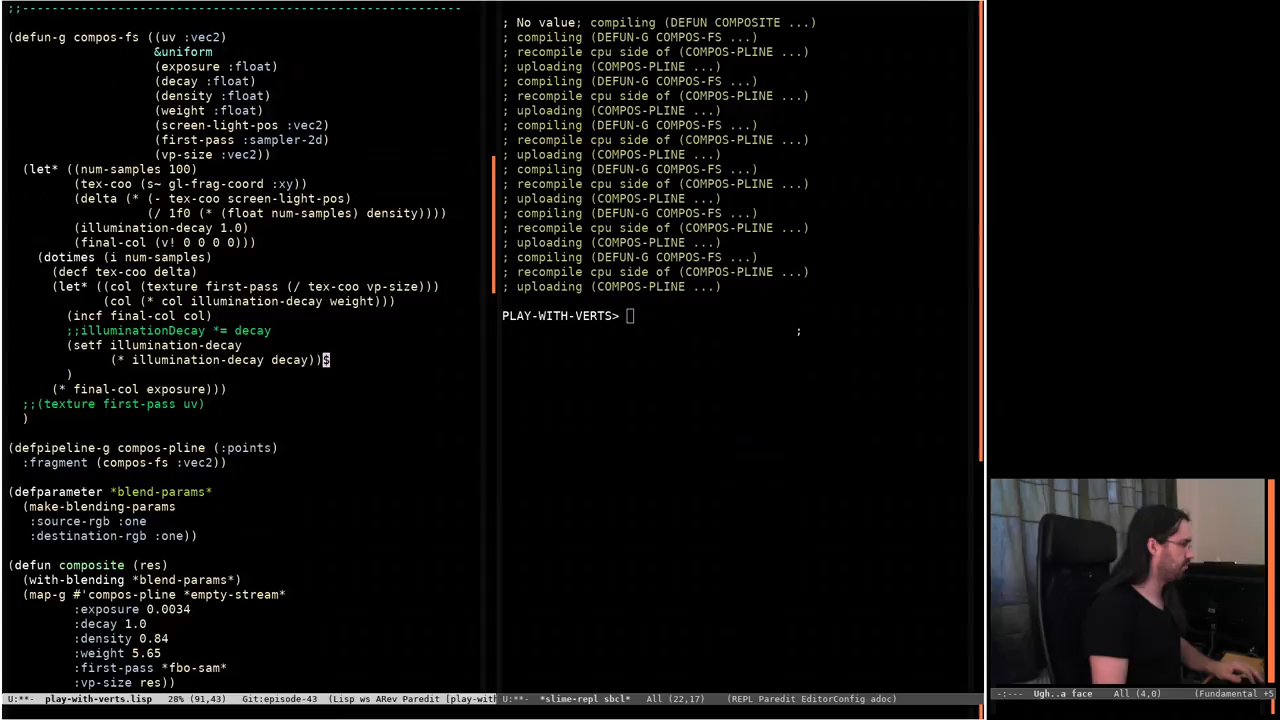 ;;------------------------------------------------------
(defun-g compos-fs ((uv :vec2)
&uniform
(exposure :float)
(decay :float)
(density :float)
(weight :float)
(screen-light-pos :vec2)
(first-pass :sampler-2d)
(vp-size :vec2))
(let* ((num-samples 100)
(tex-coo (s~ gl-frag-coord :xy))
(delta (* (- tex-coo screen-light-pos)
(/ 1f0 (* (float num-samples) density))))
(illumination-decay 1.0)
(final-col (v! 0 0 0 0)))
(dotimes (i num-samples)
(decf tex-coo delta)
(let* ((col (texture first-pass (/ tex-coo vp-size)))
(col (* col illumination-decay weight)))
(incf final-col col)
;;illuminationDecay *= decay
(setf illumination-decay
(* illumination-decay decay))$
)
(* final-col exposure)))
;;(texture first-pass uv)
)
(defpipeline-g compos-pline (:points)
:fragment (compos-fs :vec2))
(defparameter *blend-params*
(make-blending-params
:source-rgb :one
:destination-rgb :one))
(defun composite (res)
(with-blending *blend-params*)
(map-g #'compos-pline *empty-stream*
:exposure 0.0034
:decay 1.0
:density 0.84
:weight 5.65
:first-pass *fbo-sam*
:vp-size res))
U:**- play-with-verts.lisp 28% (91,43) Git:episode-43 (Lisp ws ARev Paredit [play-with
; No value; compiling (DEFUN COMPOSITE ...)
; compiling (DEFUN-G COMPOS-FS ...)
; recompile cpu side of (COMPOS-PLINE ...)
; uploading (COMPOS-PLINE ...)
; compiling (DEFUN-G COMPOS-FS ...)
; recompile cpu side of (COMPOS-PLINE ...)
; uploading (COMPOS-PLINE ...)
; compiling (DEFUN-G COMPOS-FS ...)
; recompile cpu side of (COMPOS-PLINE ...)
; uploading (COMPOS-PLINE ...)
; compiling (DEFUN-G COMPOS-FS ...)
; recompile cpu side of (COMPOS-PLINE ...)
; uploading (COMPOS-PLINE ...)
; compiling (DEFUN-G COMPOS-FS ...)
; recompile cpu side of (COMPOS-PLINE ...)
; uploading (COMPOS-PLINE ...)
; compiling (DEFUN-G COMPOS-FS ...)
; recompile cpu side of (COMPOS-PLINE ...)
; uploading (COMPOS-PLINE ...)
PLAY-WITH-VERTS>
;
U:**- *slime-repl sbcl* All (22,17) (REPL Paredit EditorConfig adoc)
-:--- Ugh..a face All (4,0) (Fundamental +5